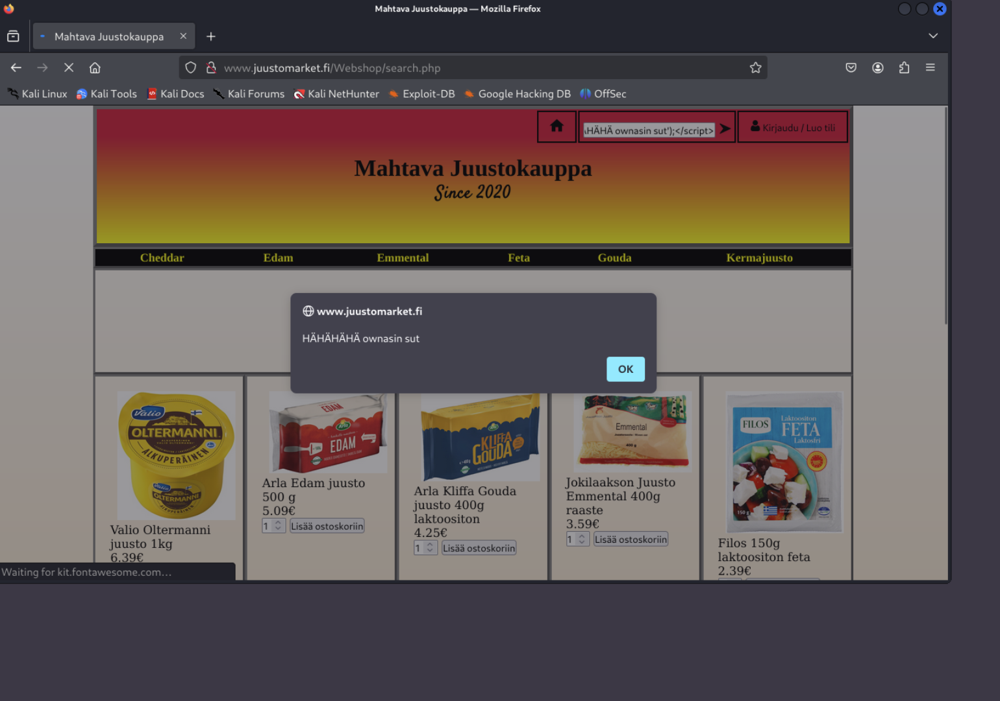 Mahtava Juustokauppa — Mozilla Firefox
Mahtava Juustokauppa
www.juustomarket.fi/Webshop/search.php
Kali Linux Kali Tools Kali Docs Kali Forums Kali NetHunter Exploit-DB Google Hacking DB OffSec
HÄHÄ ownasin sut');</script>
Kirjaudu / Luo tili
Mahtava Juustokauppa
Since 2020
Cheddar Edam Emmental Feta Gouda Kermajuusto
www.juustomarket.fi
HÄHÄHÄHÄ ownasin sut
OK
Valio
OLTERMANNI
ALKUPERÄINEN
Valio
OLTERMANNI
Valio Oltermanni
juusto 1kg
6.39€
EDAM
Arla
EDAM
Arla Edam juusto
500 g
5.09€
1 Lisää ostoskoriin
Arla
KLIFFA
GOUDA
Arla Kliffa Gouda
juusto 400g
laktoositon
4.25€
1 Lisää ostoskoriin
Emmental
400 g
Jokilaakson Juusto
Emmental 400g
raaste
3.59€
1 Lisää ostoskoriin
FILOS
Laktoositon
FETA
Laktosfri
150 g
Filos 150g
laktoositon feta
2.39€
Waiting for kit.fontawesome.com…